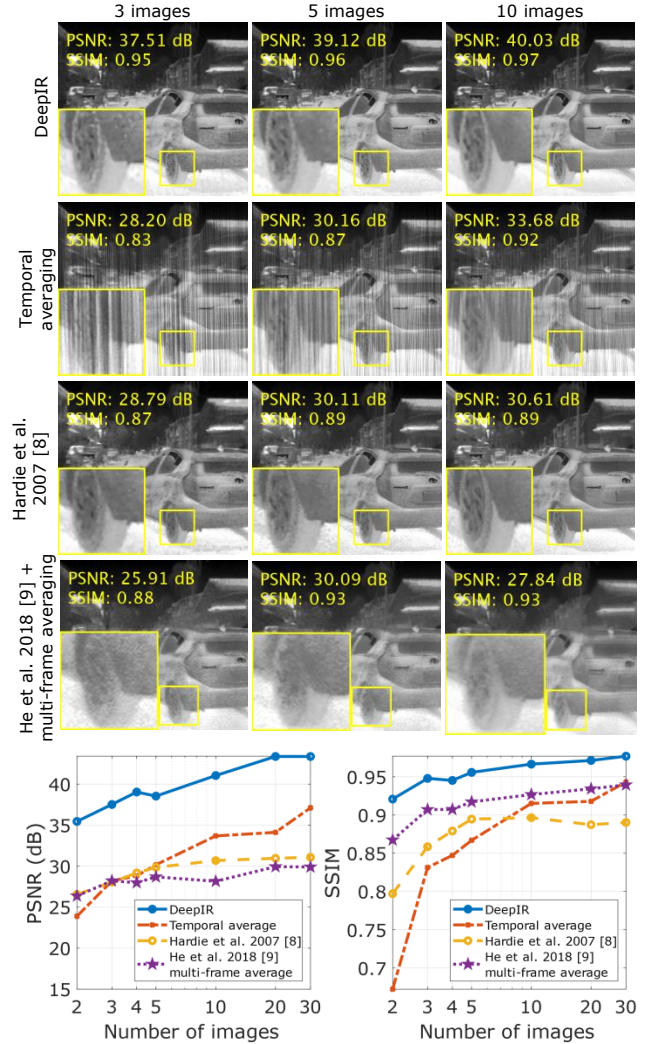 3 images 5 images 10 images
DeepIR
PSNR: 37.51 dB
SSIM: 0.95
PSNR: 39.12 dB
SSIM: 0.96
PSNR: 40.03 dB
SSIM: 0.97
Temporal
averaging
PSNR: 28.20 dB
SSIM: 0.83
PSNR: 30.16 dB
SSIM: 0.87
PSNR: 33.68 dB
SSIM: 0.92
Hardie et al.
2007 [8]
PSNR: 28.79 dB
SSIM: 0.87
PSNR: 30.11 dB
SSIM: 0.89
PSNR: 30.61 dB
SSIM: 0.89
He et al. 2018 [9] +
multi-frame averaging
PSNR: 25.91 dB
SSIM: 0.88
PSNR: 30.09 dB
SSIM: 0.93
PSNR: 27.84 dB
SSIM: 0.93
PSNR (dB)
40
35
30
25
20
15
2 3 4 5 10 20 30
Number of images
DeepIR
Temporal average
Hardie et al. 2007 [8]
He et al. 2018 [9]
multi-frame average
SSIM
0.95
0.9
0.85
0.8
0.75
0.7
2 3 4 5 10 20 30
Number of images
DeepIR
Temporal average
Hardie et al. 2007 [8]
He et al. 2018 [9]
multi-frame average